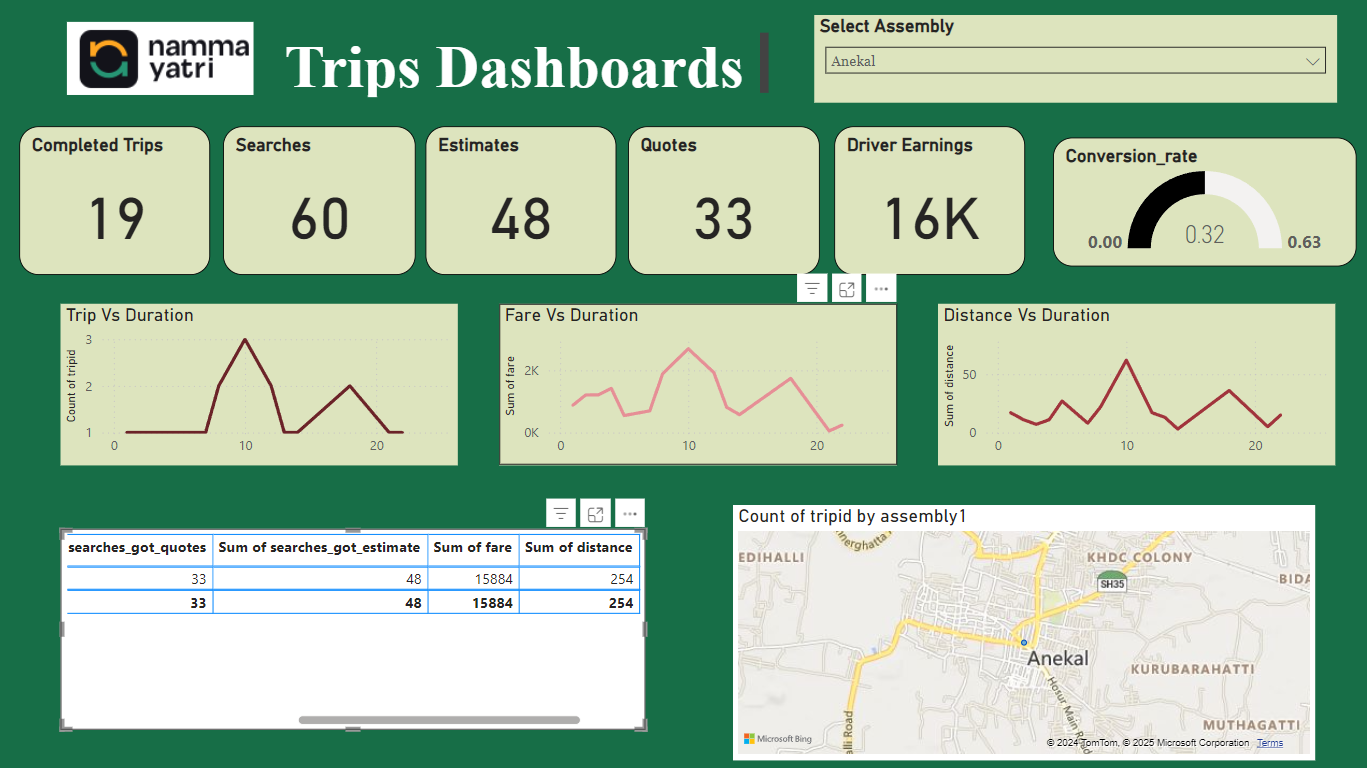 namma
yatri
Trips Dashboards
Select Assembly
Anekal
Completed Trips
19
Searches
60
Estimates
48
Quotes
33
Driver Earnings
16K
Conversion_rate
0.00
0.32
0.63
Trip Vs Duration
Count of tripid
3
2
1
0 10 20
Fare Vs Duration
Sum of fare
2K
0K
0 10 20
Distance Vs Duration
Sum of distance
50
0
0 10 20
searches_got_quotes Sum of searches_got_estimate Sum of fare Sum of distance
33 48 15884 254
33 48 15884 254
Count of tripid by assembly1
EDIHALLI
KHDC COLONY
SH35
BIDA
Anekal
KURUBARAHATTI
Hosur Main Road
MUTHAGATTI
alli Road
Microsoft Bing
© 2024 TomTom, © 2025 Microsoft Corporation Terms